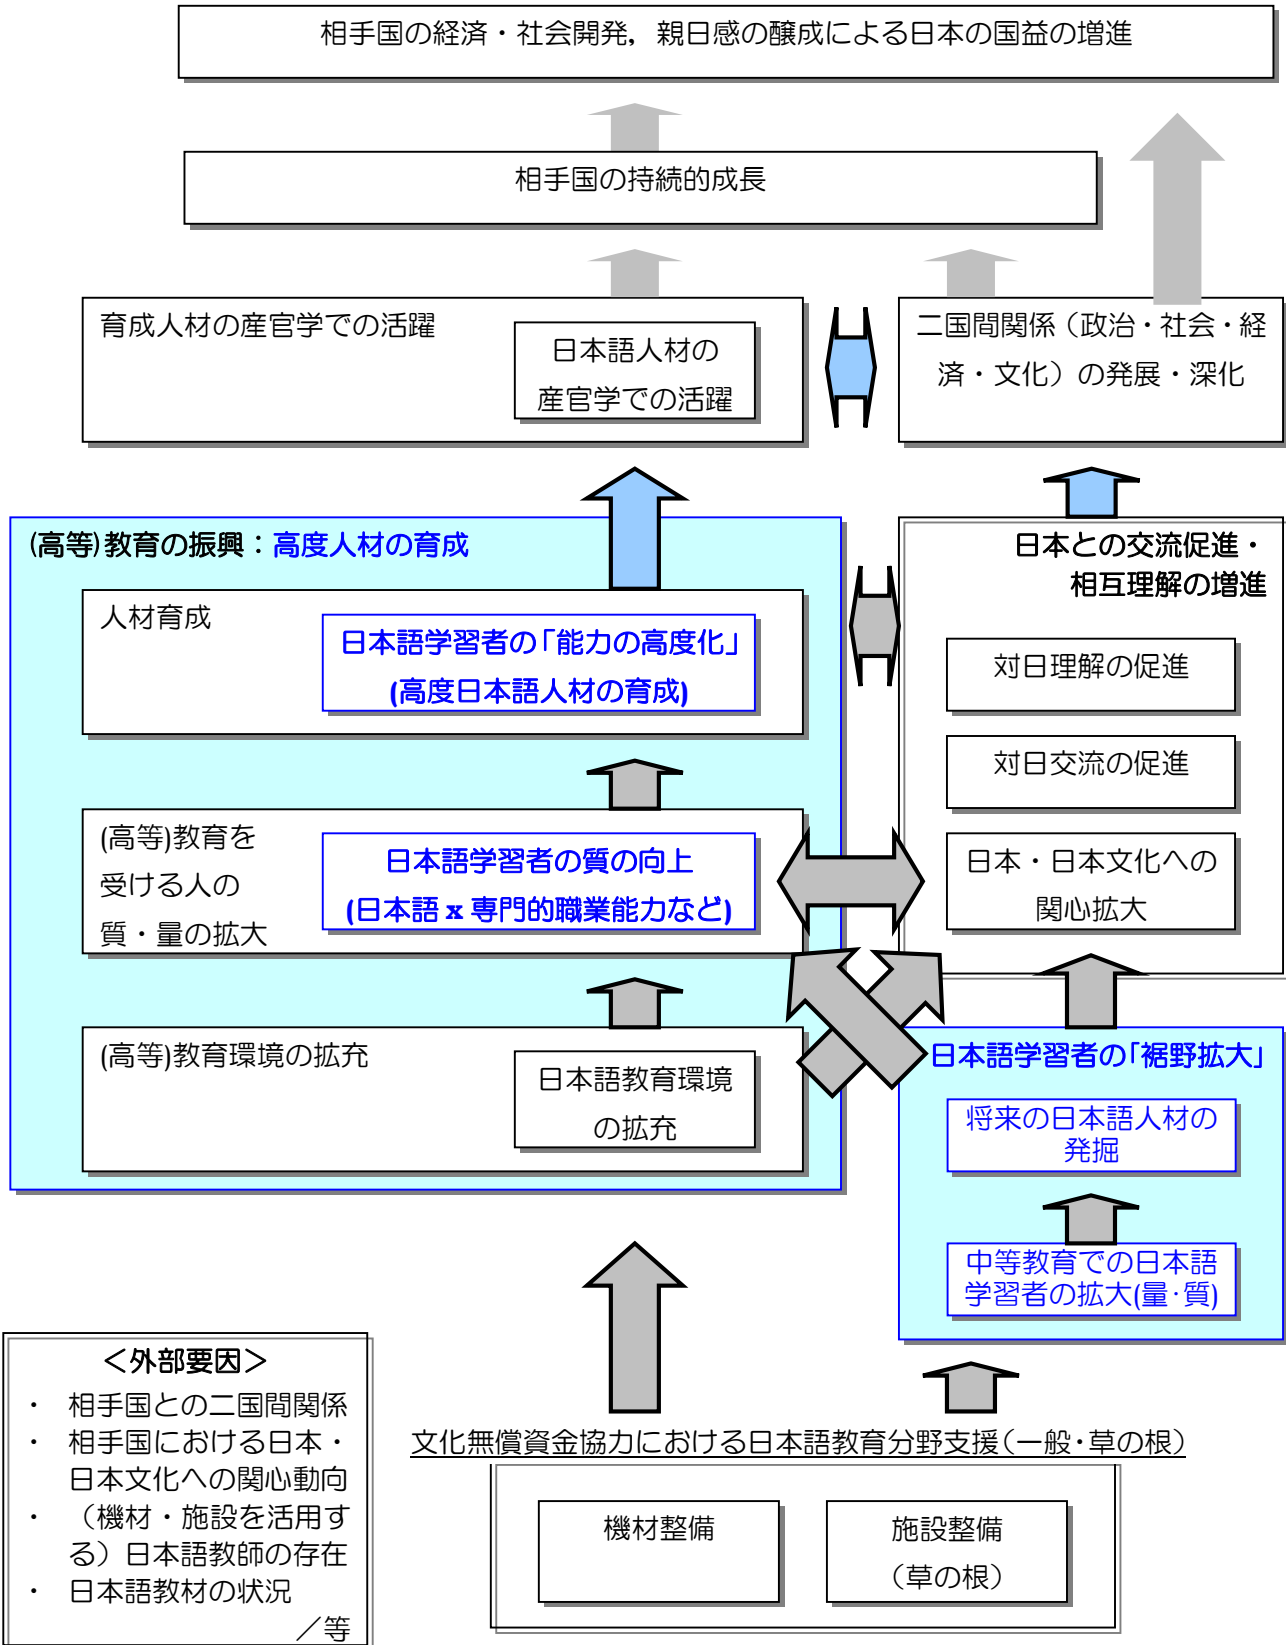 相手国の経済・社会開発，親日感の醸成による日本の国益の増進
相手国の持続的成長
育成人材の産官学での活躍
日本語人材の
産官学での活躍
二国間関係（政治・社会・経
済・文化）の発展・深化
(高等)教育の振興：高度人材の育成
人材育成
日本語学習者の「能力の高度化」
(高度日本語人材の育成)
日本との交流促進・
相互理解の増進
対日理解の促進
対日交流の促進
日本・日本文化への
関心拡大
(高等)教育を
受ける人の
質・量の拡大
日本語学習者の質の向上
(日本語 x 専門的職業能力など)
(高等)教育環境の拡充
日本語教育環境
の拡充
日本語学習者の「裾野拡大」
将来の日本語人材の
発掘
中等教育での日本語
学習者の拡大(量･質)
＜外部要因＞
・ 相手国との二国間関係
・ 相手国における日本・
日本文化への関心動向
・ （機材・施設を活用す
る）日本語教師の存在
・ 日本語教材の状況
／等
文化無償資金協力における日本語教育分野支援（一般･草の根）
機材整備
施設整備
（草の根）